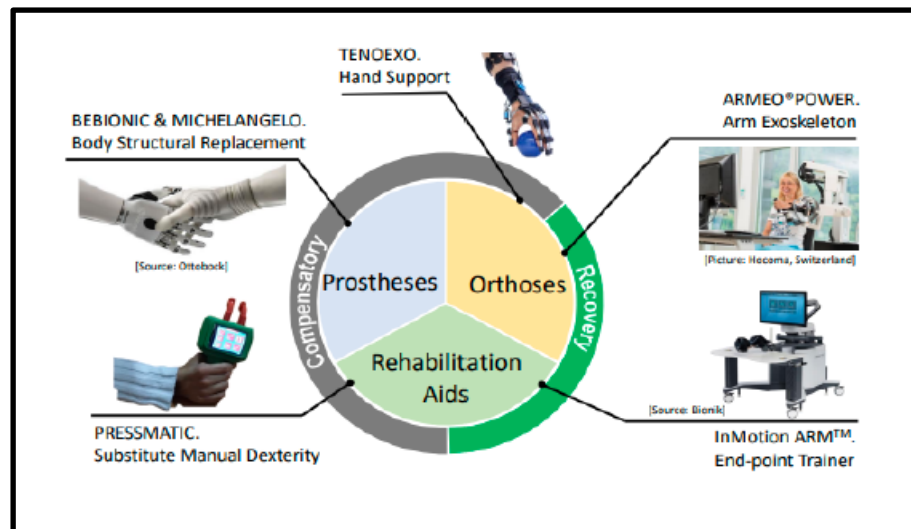 TENOEXO.
Hand Support
BEBIONIC & MICHELANGELO.
Body Structural Replacement
ARMEO®POWER.
Arm Exoskeleton
[Source: Ottobock]
[Picture: Hocoma, Switzerland]
Compensatory
Recovery
Prostheses
Orthoses
Rehabilitation
Aids
[Source: Bionik]
PRESSMATIC.
Substitute Manual Dexterity
InMotion ARM™.
End-point Trainer